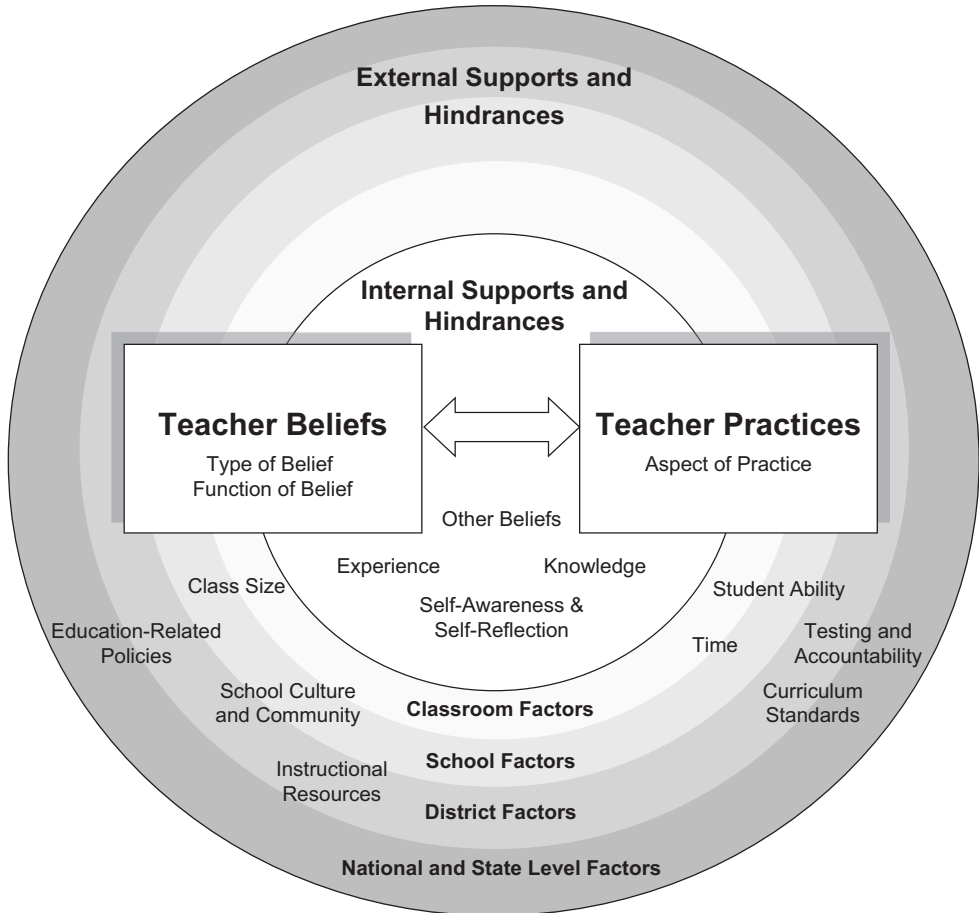 External Supports and
Hindrances
Internal Supports and
Hindrances
Teacher Beliefs
Type of Belief
Function of Belief
Teacher Practices
Aspect of Practice
Other Beliefs
Experience
Knowledge
Self-Awareness &
Self-Reflection
Class Size
Student Ability
Education-Related
Policies
Time
Testing and
Accountability
School Culture
and Community
Curriculum
Standards
Classroom Factors
School Factors
Instructional
Resources
District Factors
National and State Level Factors